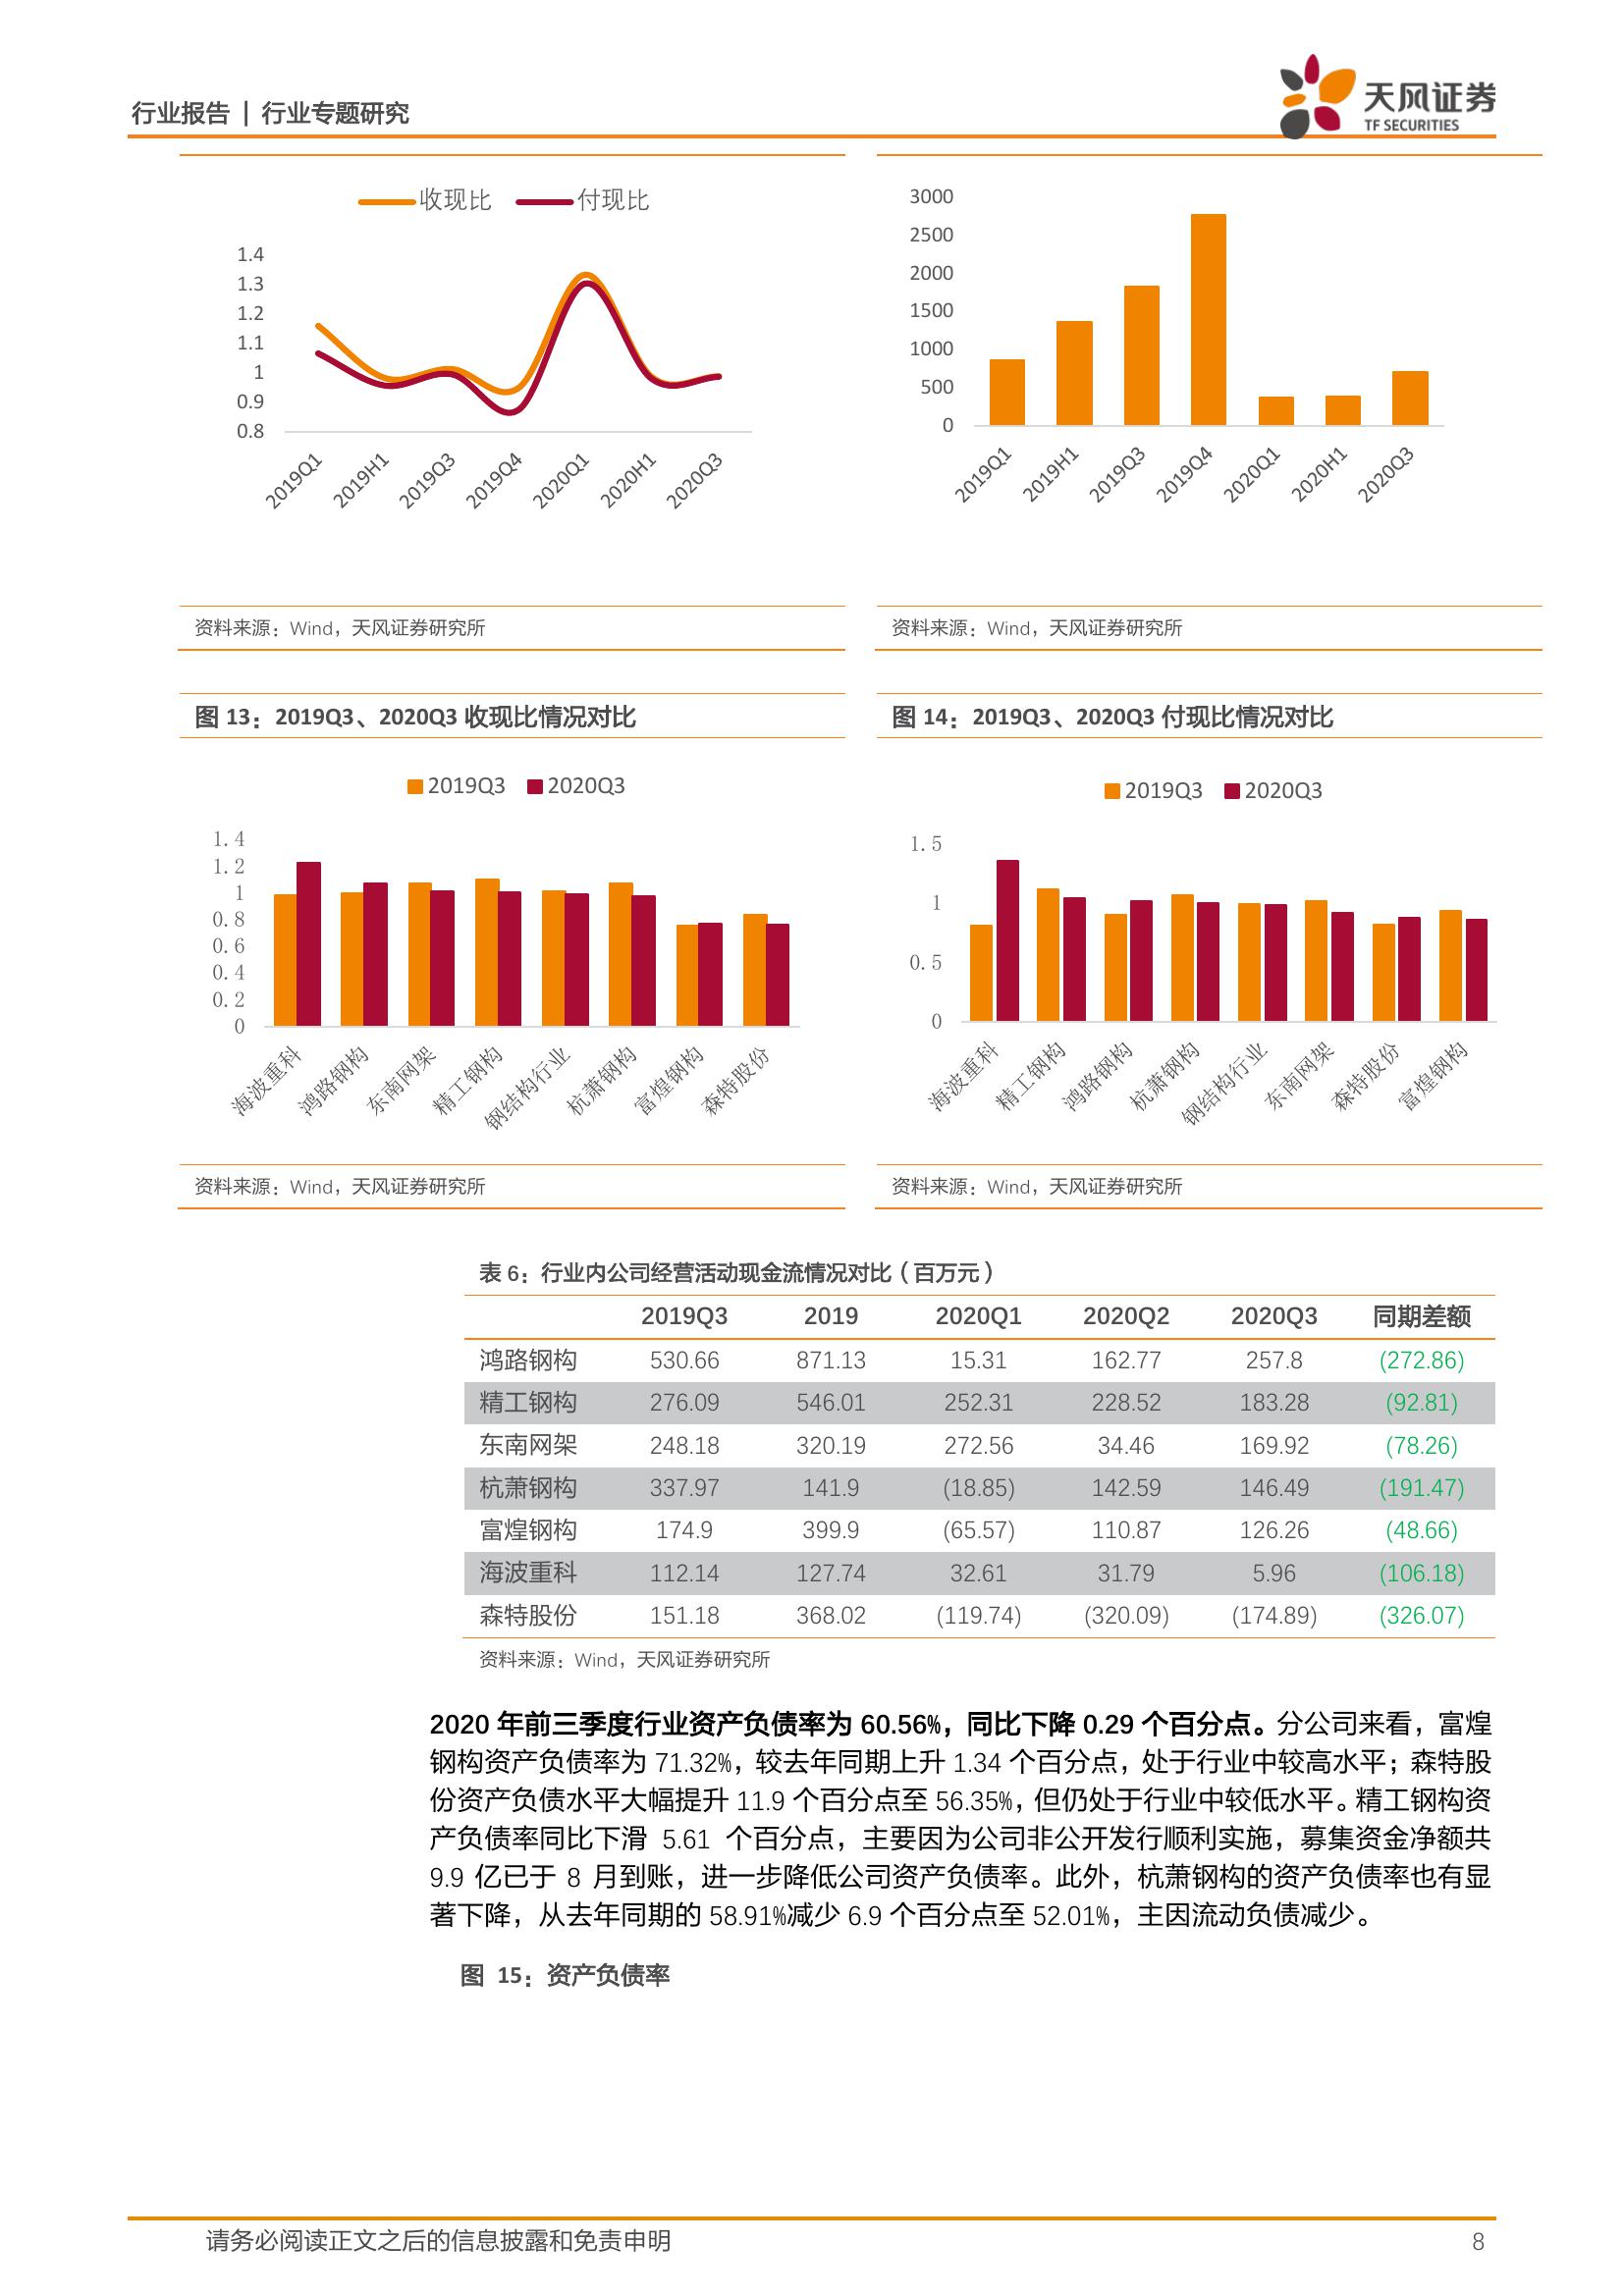 行业报告 | 行业专题研究
天风证券
TF SECURITIES
收现比 付现比
1.4
1.3
1.2
1.1
1
0.9
0.8
2019Q1 2019H1 2019Q3 2019Q4 2020Q1 2020H1 2020Q3
3000
2500
2000
1500
1000
500
0
2019Q1 2019H1 2019Q3 2019Q4 2020Q1 2020H1 2020Q3
资料来源：Wind，天风证券研究所
资料来源：Wind，天风证券研究所
图 13：2019Q3、2020Q3 收现比情况对比
2019Q3 2020Q3
1.4
1.2
1
0.8
0.6
0.4
0.2
0
海波重科 鸿路钢构 东南网架 精工钢构 钢结构行业 杭萧钢构 富煌钢构 森特股份
图 14：2019Q3、2020Q3 付现比情况对比
2019Q3 2020Q3
1.5
1
0.5
0
海波重科 精工钢构 鸿路钢构 杭萧钢构 钢结构行业 东南网架 森特股份 富煌钢构
资料来源：Wind，天风证券研究所
资料来源：Wind，天风证券研究所
表 6：行业内公司经营活动现金流情况对比（百万元）
2019Q3 2019 2020Q1 2020Q2 2020Q3 同期差额
鸿路钢构 530.66 871.13 15.31 162.77 257.8 (272.86)
精工钢构 276.09 546.01 252.31 228.52 183.28 (92.81)
东南网架 248.18 320.19 272.56 34.46 169.92 (78.26)
杭萧钢构 337.97 141.9 (18.85) 142.59 146.49 (191.47)
富煌钢构 174.9 399.9 (65.57) 110.87 126.26 (48.66)
海波重科 112.14 127.74 32.61 31.79 5.96 (106.18)
森特股份 151.18 368.02 (119.74) (320.09) (174.89) (326.07)
资料来源：Wind，天风证券研究所
2020 年前三季度行业资产负债率为 60.56%，同比下降 0.29 个百分点。分公司来看，富煌
钢构资产负债率为 71.32%，较去年同期上升 1.34 个百分点，处于行业中较高水平；森特股
份资产负债水平大幅提升 11.9 个百分点至 56.35%，但仍处于行业中较低水平。精工钢构资
产负债率同比下滑 5.61 个百分点，主要因为公司非公开发行顺利实施，募集资金净额共
9.9 亿已于 8 月到账，进一步降低公司资产负债率。此外，杭萧钢构的资产负债率也有显
著下降，从去年同期的 58.91%减少 6.9 个百分点至 52.01%，主因流动负债减少。
图 15：资产负债率
请务必阅读正文之后的信息披露和免责申明
8